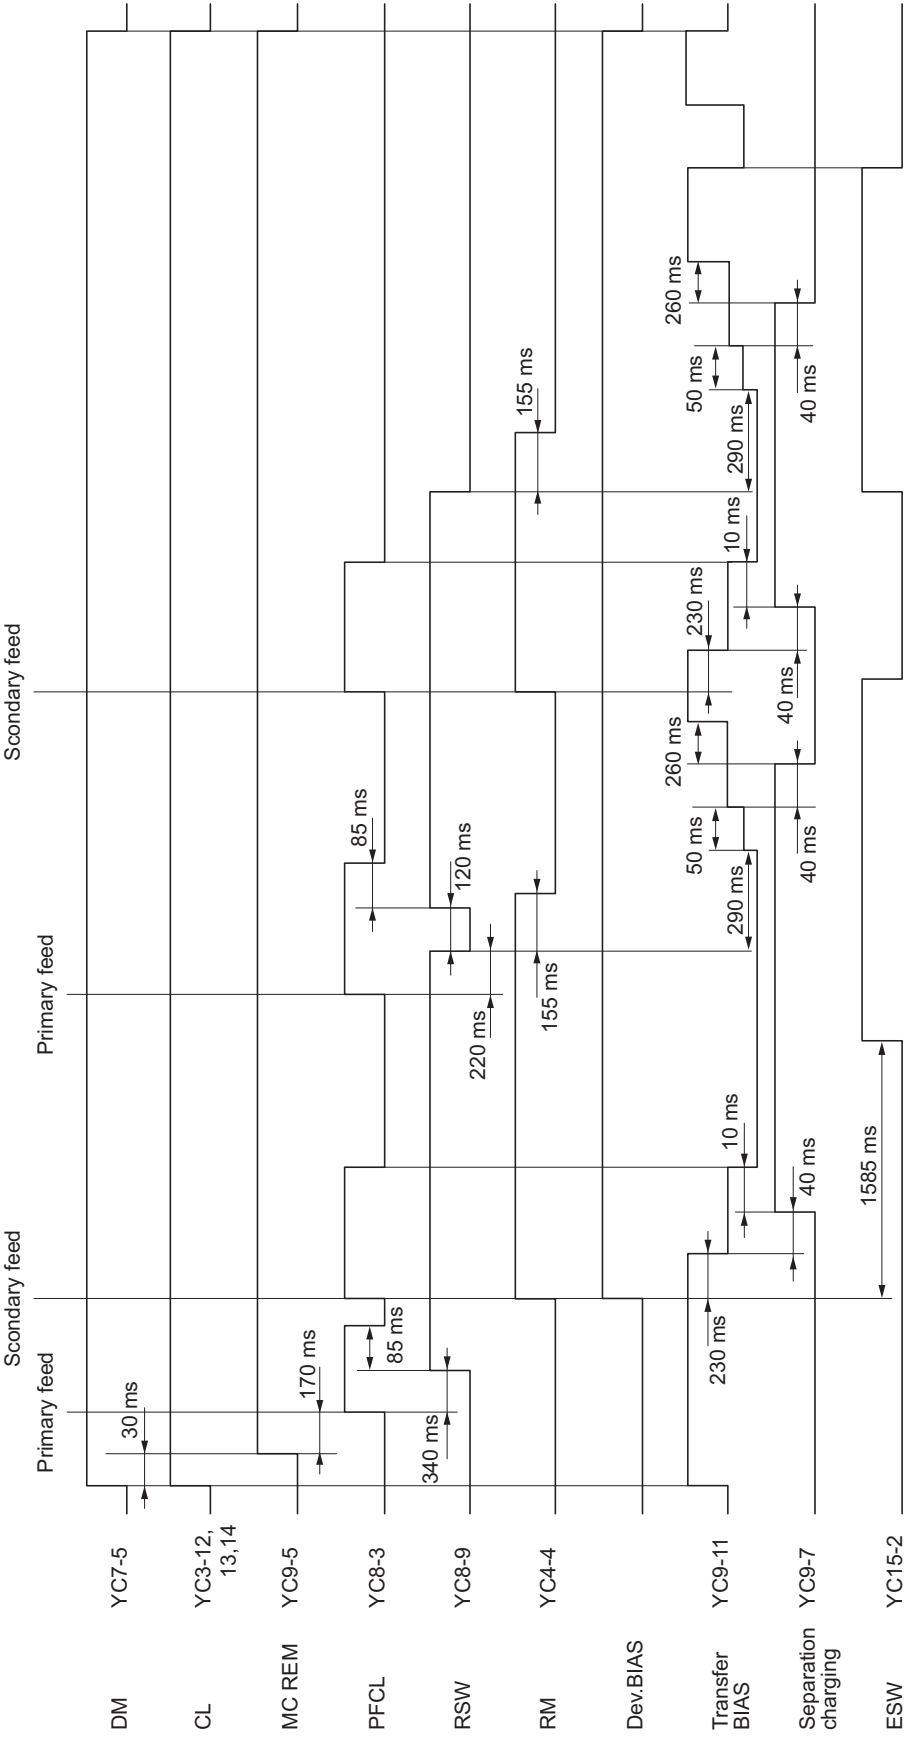 Primary feed
Scondary feed
Primary feed
Scondary feed
DM
YC7-5
30 ms
CL
YC3-12,
13,14
MC REM
YC9-5
170 ms
PFCL
YC8-3
85 ms
85 ms
RSW
YC8-9
340 ms
220 ms
120 ms
RM
YC4-4
155 ms
155 ms
Dev.BIAS
Transfer
BIAS
YC9-11
230 ms
10 ms
290 ms
50 ms
260 ms
230 ms
10 ms
290 ms
50 ms
260 ms
Separation
charging
YC9-7
40 ms
40 ms
40 ms
40 ms
ESW
YC15-2
1585 ms